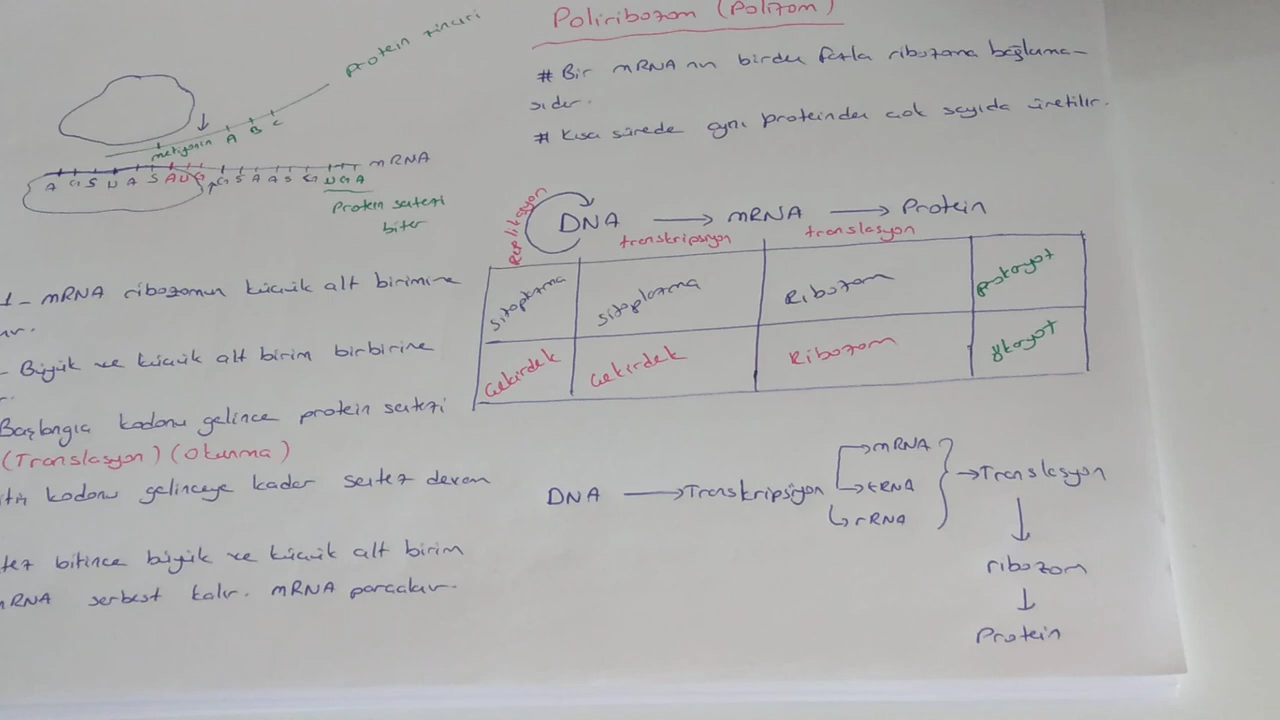 protein zinciri
A B C
metiyonin
mRNA
A G S U A S A U G A G S A A S G U G A
Protein sentezi
biter
1- mRNA ribozomun küçük alt birimine
ır.
- Büyük ve küçük alt birim birbirine
r.
Başlangıç kodonu gelince protein sentezi
(Translasyon) (Okunma)
itiş kodonu gelinceye kadar sentez devam
tez bitince büyük ve küçük alt birim
mRNA serbest kalır. mRNA parçalanır.
Poliribozom (Polizom)
# Bir mRNA nın birden fazla ribozoma bağlanma-
sıdır.
# Kısa sürede aynı proteinden çok sayıda üretilir.
Replikasyon
DNA → mRNA → Protein
transkripsiyon translasyon
sitoplazma sitoplazma Ribozom prokaryot
Çekirdek Çekirdek Ribozom ökaryot
DNA → Transkripsiyon → mRNA → tRNA → rRNA → Translasyon
ribozom
Protein